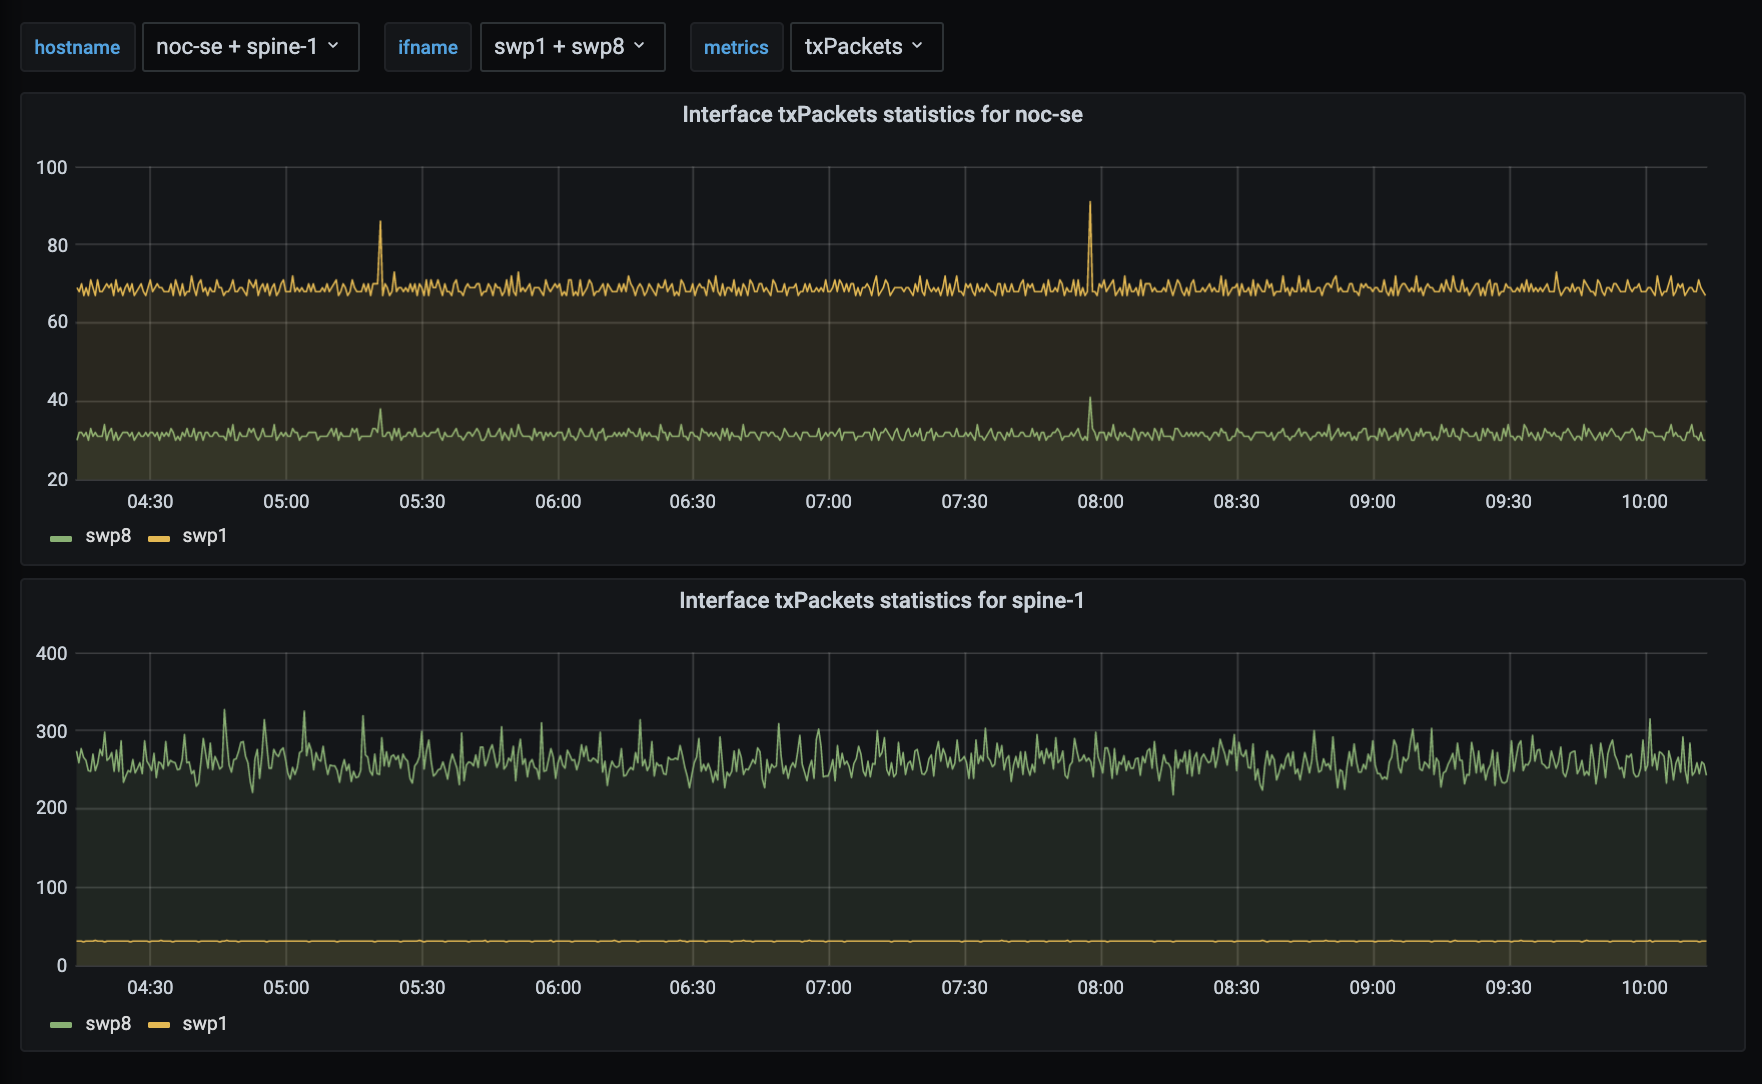 hostname noc-se + spine-1 ifname swp1 + swp8 metrics txPackets
Interface txPackets statistics for noc-se
100
80
60
40
20
04:30 05:00 05:30 06:00 06:30 07:00 07:30 08:00 08:30 09:00 09:30 10:00
swp8 swp1
Interface txPackets statistics for spine-1
400
300
200
100
0
04:30 05:00 05:30 06:00 06:30 07:00 07:30 08:00 08:30 09:00 09:30 10:00
swp8 swp1